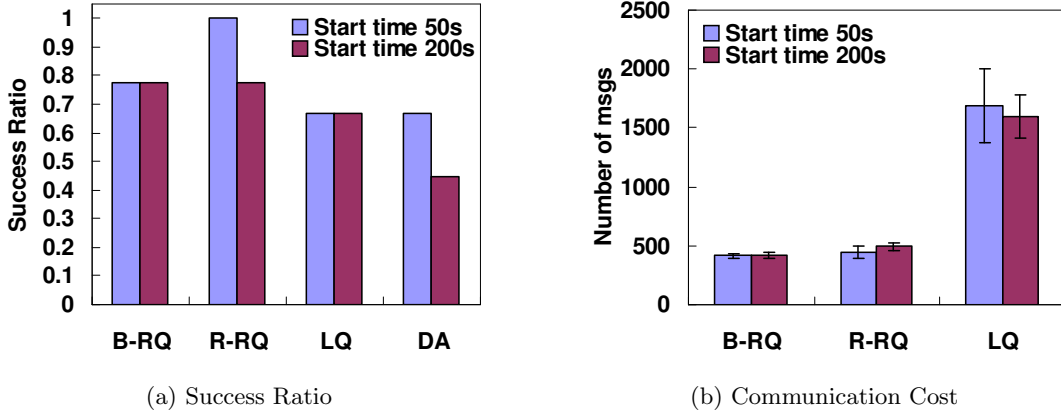 Success Ratio
1
0.9
0.8
0.7
0.6
0.5
0.4
0.3
0.2
0.1
0
Start time 50s
Start time 200s
B-RQ R-RQ LQ DA
(a) Success Ratio
Number of msgs
2500
2000
1500
1000
500
0
Start time 50s
Start time 200s
B-RQ R-RQ LQ
(b) Communication Cost